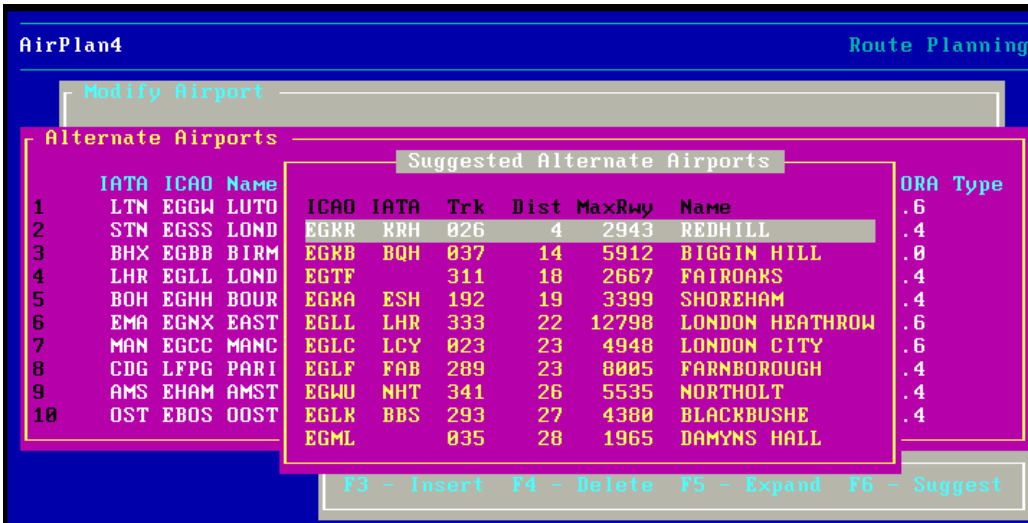 AirPlan4 Route Planning
Modify Airport
Alternate Airports
Suggested Alternate Airports
IATA ICAO Name ORA Type
ICAO IATA Trk Dist MaxRwy Name
1 LTN EGGW LUTO .6
2 STN EGSS LOND EGKR KRH 026 4 2943 REDHILL .4
3 BHX EGBB BIRM EGKB BQH 037 14 5912 BIGGIN HILL .0
4 LHR EGLL LOND EGTF 311 18 2667 FAIROAKS .4
5 BOH EGHH BOUR EGKA ESH 192 19 3399 SHOREHAM .4
6 EMA EGNX EAST EGLL LHR 333 22 12798 LONDON HEATHROW .6
7 MAN EGCC MANC EGLC LCY 023 23 4948 LONDON CITY .6
8 CDG LFPG PARI EGLF FAB 289 23 8005 FARNBOROUGH .4
9 AMS EHAM AMST EGWU NHT 341 26 5535 NORTHOLT .4
10 OST EBOS OOST EGLK BBS 293 27 4380 BLACKBUSHE .4
EGML 035 28 1965 DAMYNS HALL
F3 - Insert F4 - Delete F5 - Expand F6 - Suggest